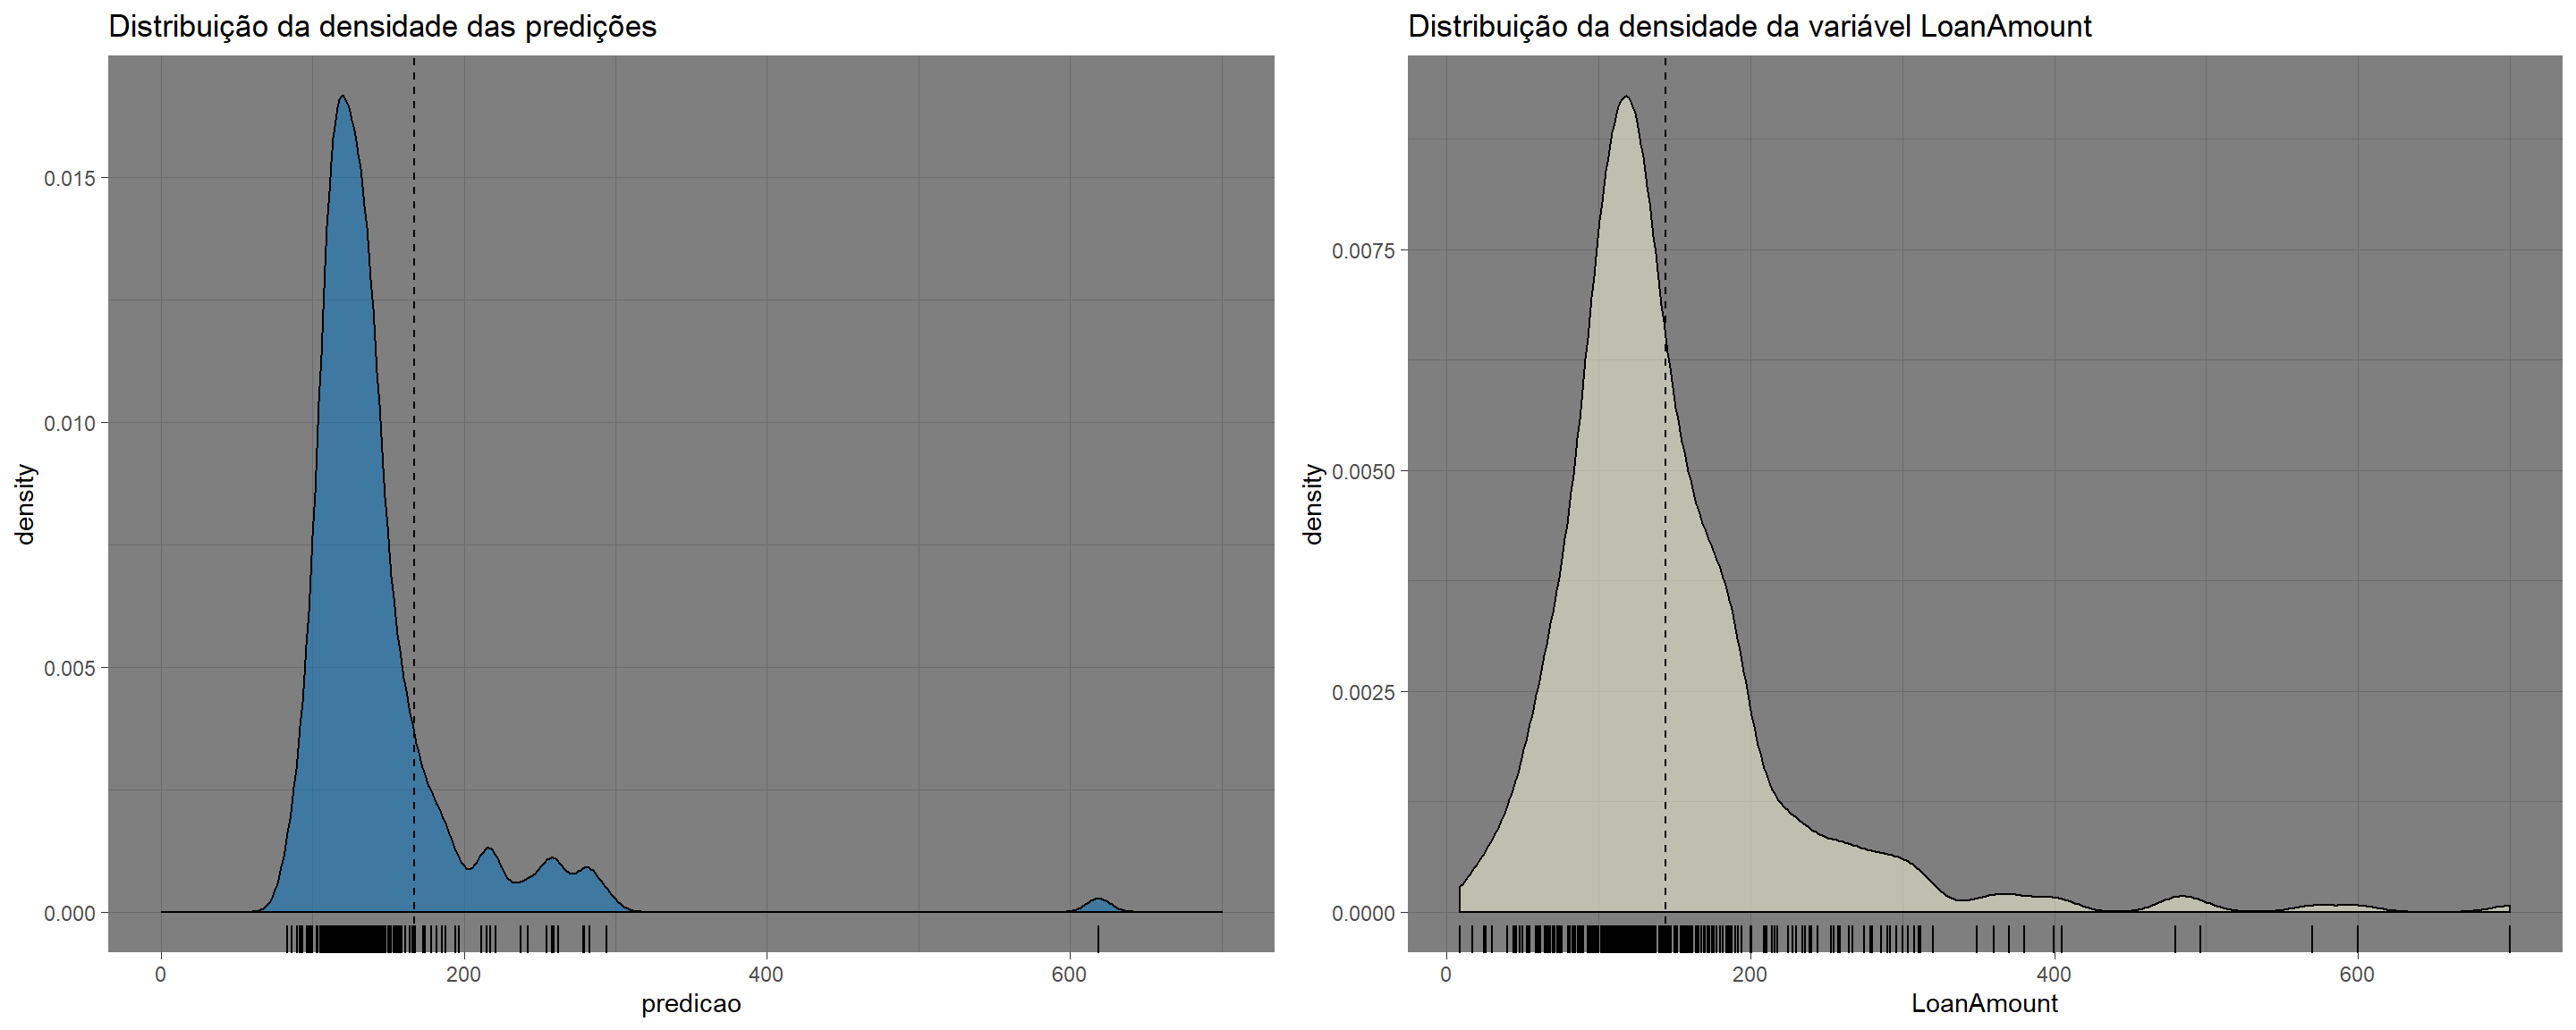 Distribuição da densidade das predições
density
0.015
0.010
0.005
0.000
0
200
400
600
predicao
Distribuição da densidade da variável LoanAmount
density
0.0075
0.0050
0.0025
0.0000
0
200
400
600
LoanAmount